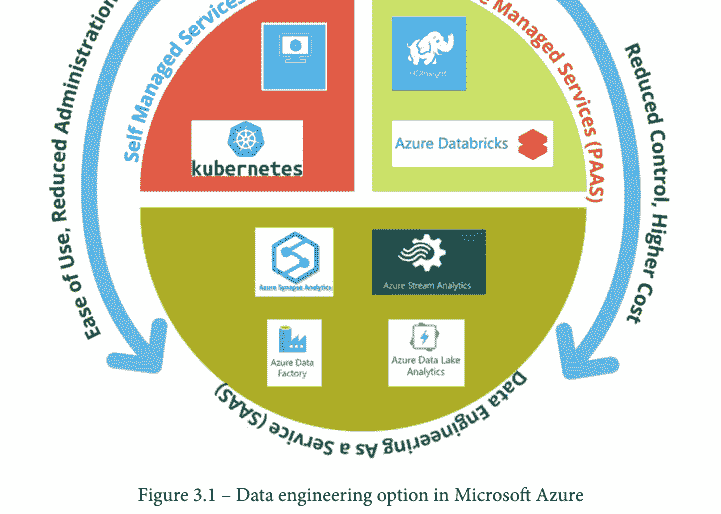 Self Managed Services
Managed Services (PAAS)
Ease of Use, Reduced Administration
Reduced Control, Higher Cost
kubernetes
Azure Databricks
Azure Synapse Analytics
Azure Stream Analytics
Azure Data
Factory
Azure Data Lake
Analytics
Data Engineering As a Service (SAAS)
Figure 3.1 – Data engineering option in Microsoft Azure